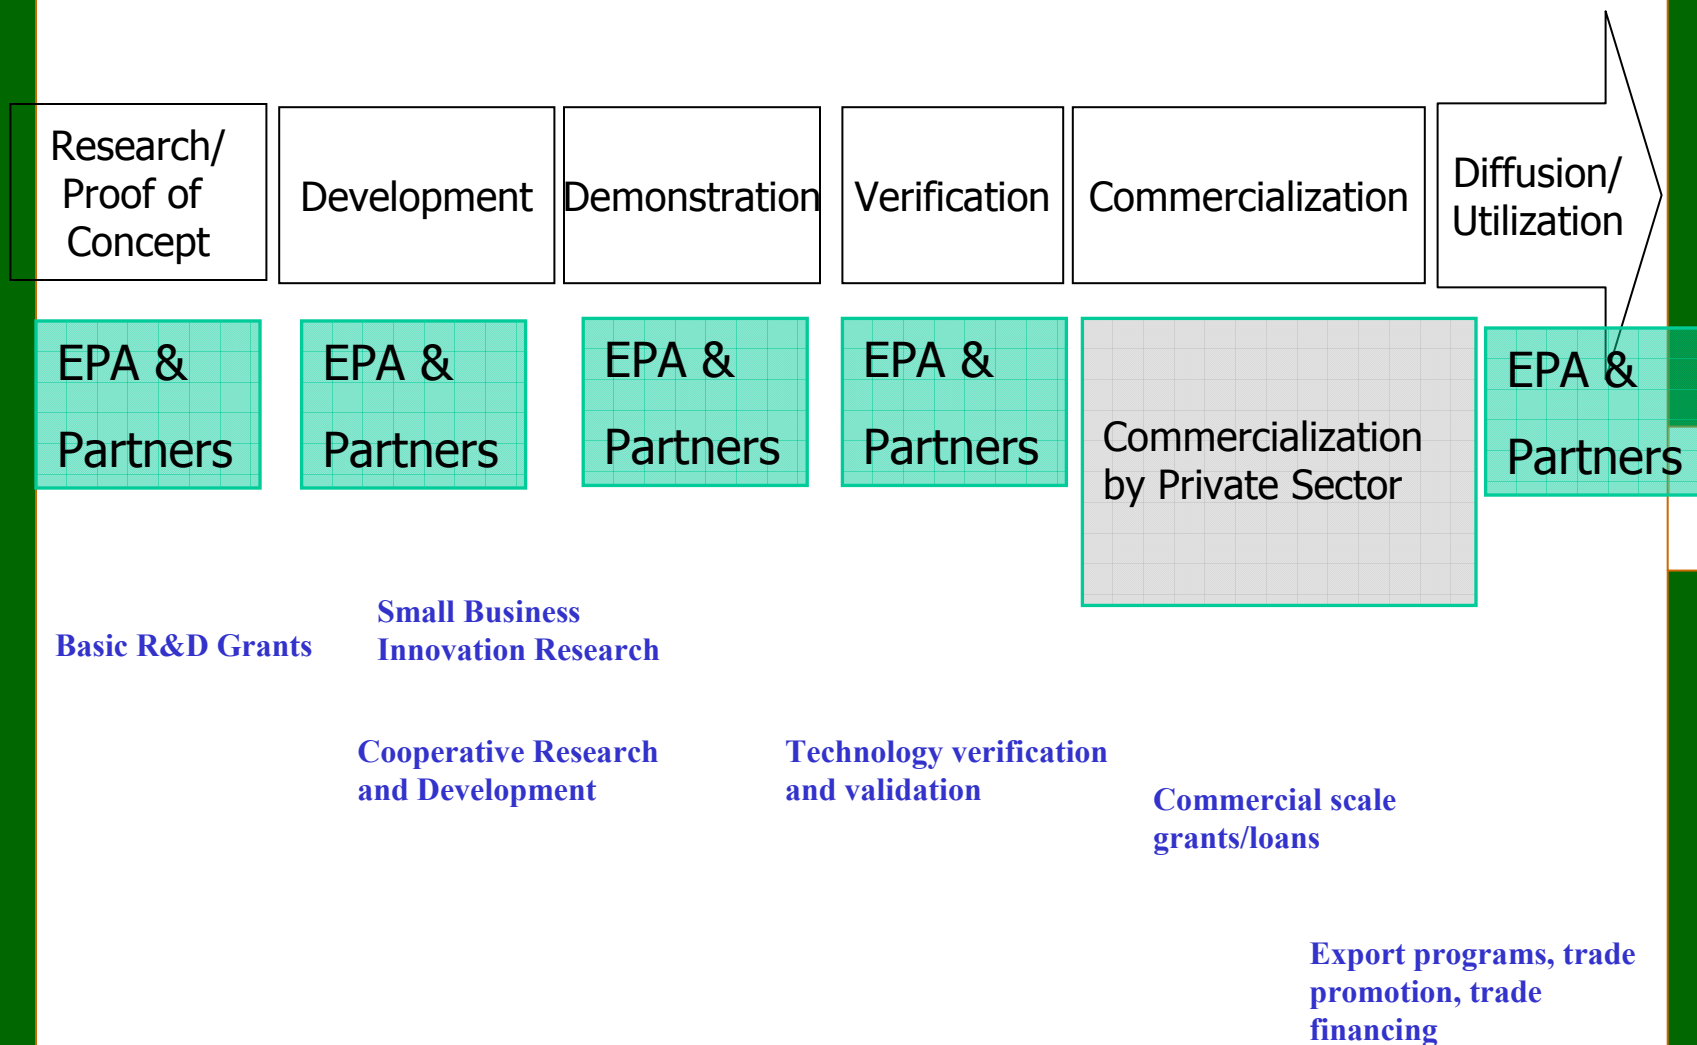 Research/
Proof of
Concept
Development
Demonstration
Verification
Commercialization
Diffusion/
Utilization
EPA &
Partners
EPA &
Partners
EPA &
Partners
EPA &
Partners
Commercialization
by Private Sector
EPA &
Partners
Basic R&D Grants
Small Business
Innovation Research
Cooperative Research
and Development
Technology verification
and validation
Commercial scale
grants/loans
Export programs, trade
promotion, trade
financing